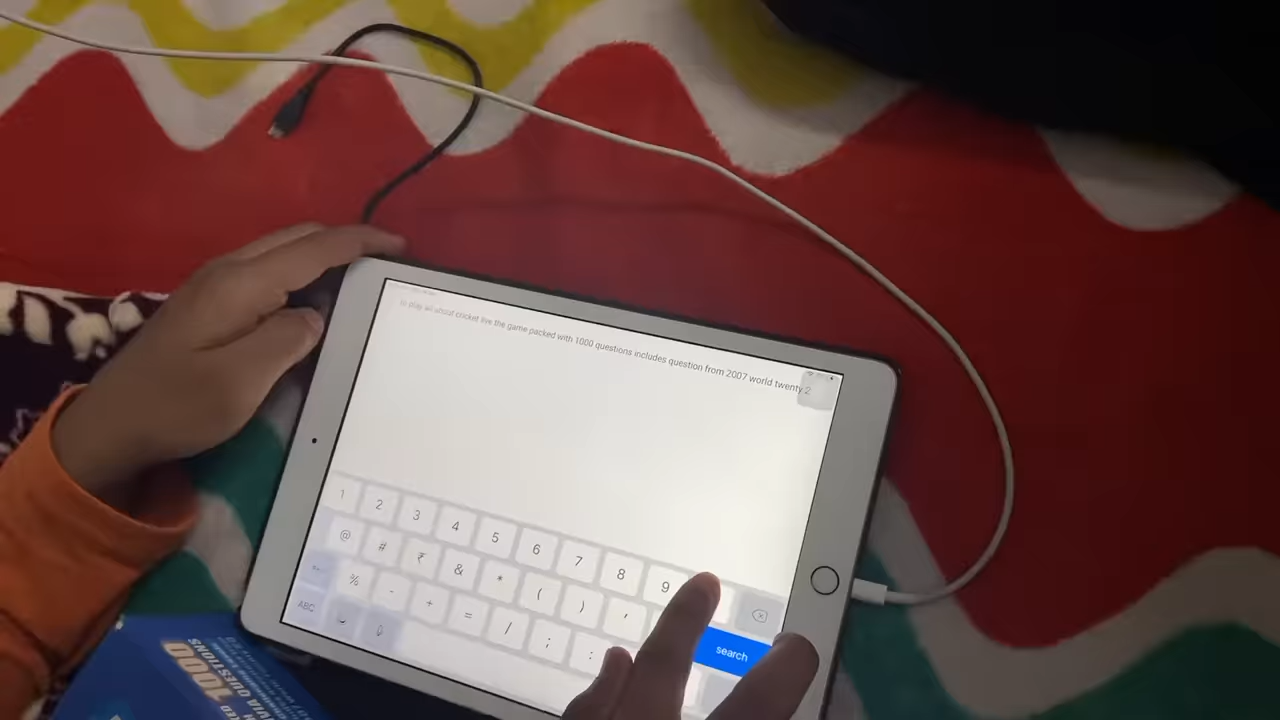 to play all about cricket live the game packed with 1000 questions includes question from 2007 world twenty 2
1 2 3 4 5 6 7 8 9
@ # ₹ & * ( ) '
% - + = / ; :
search
ABC
1000
QUESTIONS